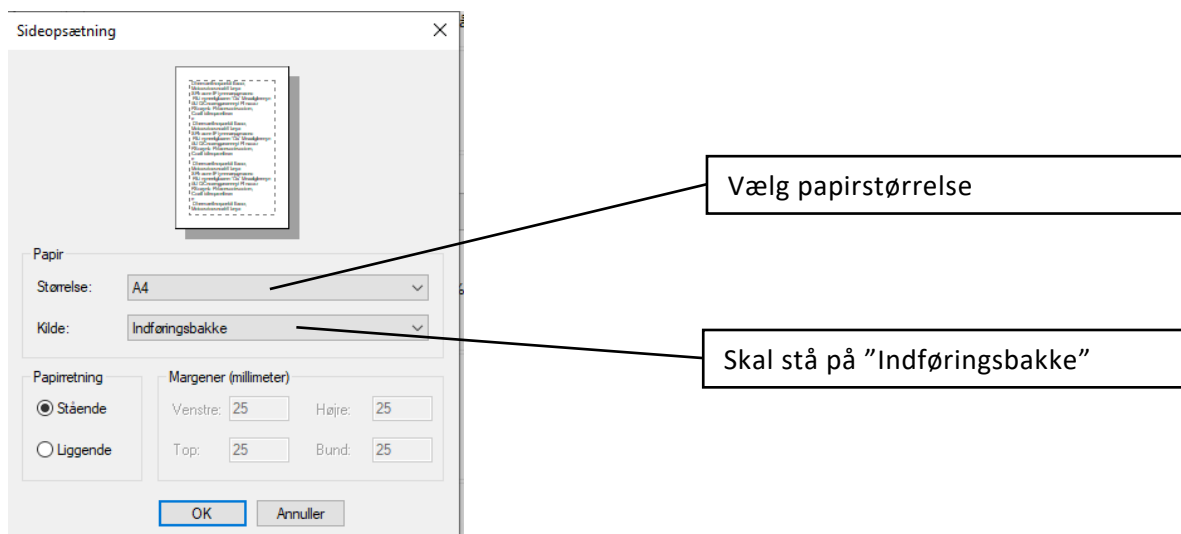 Sideopsætning
Papir
Størrelse: A4
Kilde: Indføringsbakke
Papirretning
Stående
Liggende
Margener (millimeter)
Venstre: 25 Højre: 25
Top: 25 Bund: 25
OK Annuller
Vælg papirstørrelse
Skal stå på ”Indføringsbakke”